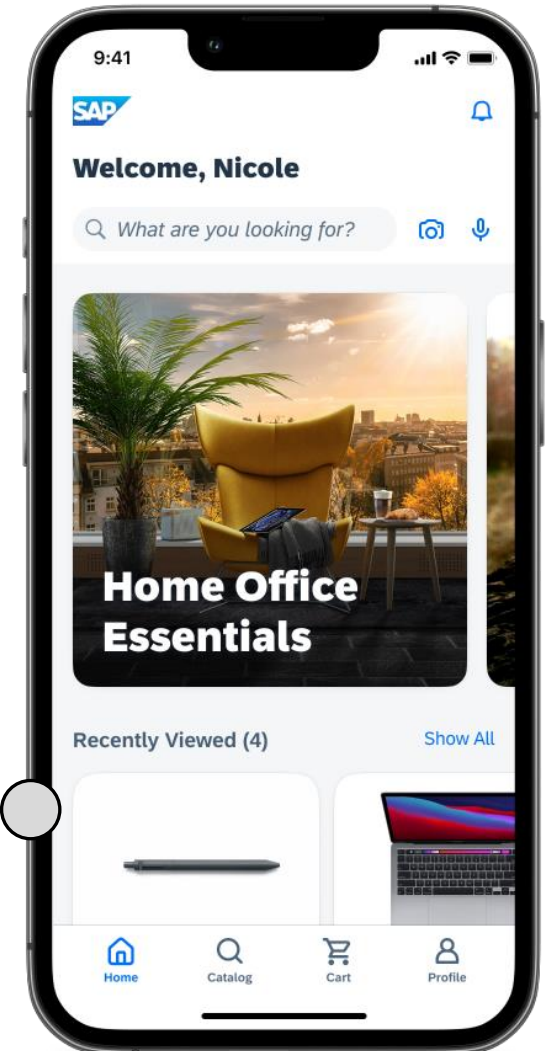 9:41
SAP
Welcome, Nicole
What are you looking for?
Home Office
Essentials
Recently Viewed (4) Show All
Home Catalog Cart Profile